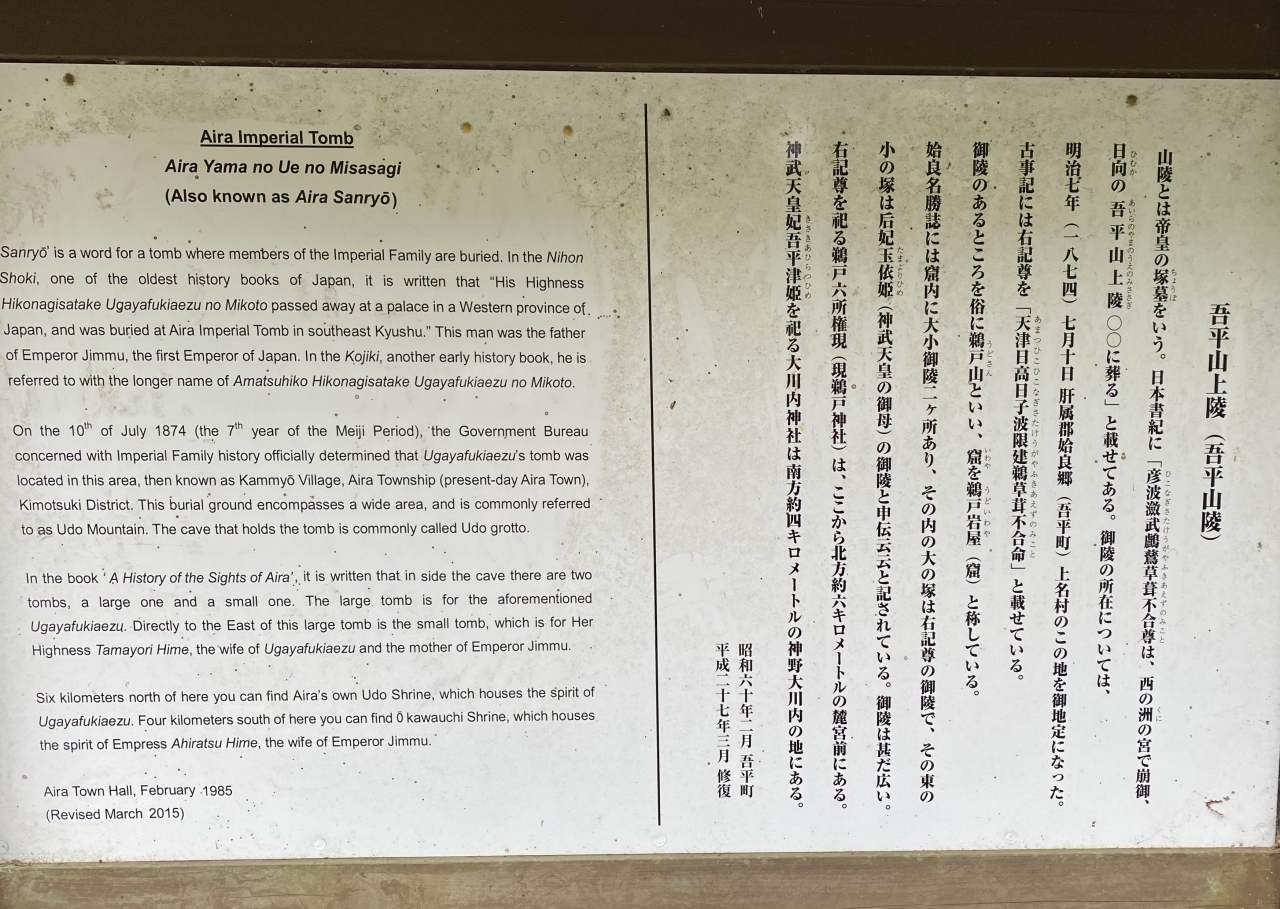 Aira Imperial Tomb
Aira Yama no Ue no Misasagi
(Also known as Aira Sanryō)
Sanryō' is a word for a tomb where members of the Imperial Family are buried. In the Nihon
Shoki, one of the oldest history books of Japan, it is written that “His Highness
Hikonagisatake Ugayafukiaezu no Mikoto passed away at a palace in a Western province of
Japan, and was buried at Aira Imperial Tomb in southeast Kyushu.” This man was the father
of Emperor Jimmu, the first Emperor of Japan. In the Kojiki, another early history book, he is
referred to with the longer name of Amatsuhiko Hikonagisatake Ugayafukiaezu no Mikoto.
On the 10th of July 1874 (the 7th year of the Meiji Period), the Government Bureau
concerned with Imperial Family history officially determined that Ugayafukiaezu's tomb was
located in this area, then known as Kammyō Village, Aira Township (present-day Aira Town),
Kimotsuki District. This burial ground encompasses a wide area, and is commonly referred
to as Udo Mountain. The cave that holds the tomb is commonly called Udo grotto.
In the book ' A History of the Sights of Aira', it is written that in side the cave there are two
tombs, a large one and a small one. The large tomb is for the aforementioned
Ugayafukiaezu. Directly to the East of this large tomb is the small tomb, which is for Her
Highness Tamayori Hime, the wife of Ugayafukiaezu and the mother of Emperor Jimmu.
Six kilometers north of here you can find Aira's own Udo Shrine, which houses the spirit of
Ugayafukiaezu. Four kilometers south of here you can find Ō kawauchi Shrine, which houses
the spirit of Empress Ahiratsu Hime, the wife of Emperor Jimmu.
Aira Town Hall, February 1985
(Revised March 2015)
吾平山上陵（吾平山陵）
山陵とは帝皇の塚墓をいう。日本書紀に「彦波瀲武鸕鶿草葺不合尊は、西の洲の宮で崩御、
日向の吾平山上陵〇〇に葬る」と載せてある。御陵の所在については、
明治七年（一八七四）七月十日 肝属郡姶良郷（吾平町）上名村のこの地を御地定になった。
古事記には右記尊を「天津日高日子波限建鵜草茸不合命」と載せている。
御陵のあるところを俗に鵜戸山といい、窟を鵜戸岩屋（窟）と称している。
姶良名勝誌には窟内に大小御陵二ヶ所あり、その内の大の塚は右記尊の御陵で、その東の
小の塚は后妃玉依姫（神武天皇の御母）の御陵と申伝云云と記されている。御陵は甚だ広い。
右記尊を祀る鵜戸六所権現（現鵜戸神社）は、ここから北方約六キロメートルの麓宮前にある。
神武天皇妃吾平津姫を祀る大川内神社は南方約四キロメートルの神野大川内の地にある。
昭和六十年二月 吾平町
平成二十七年三月 修復